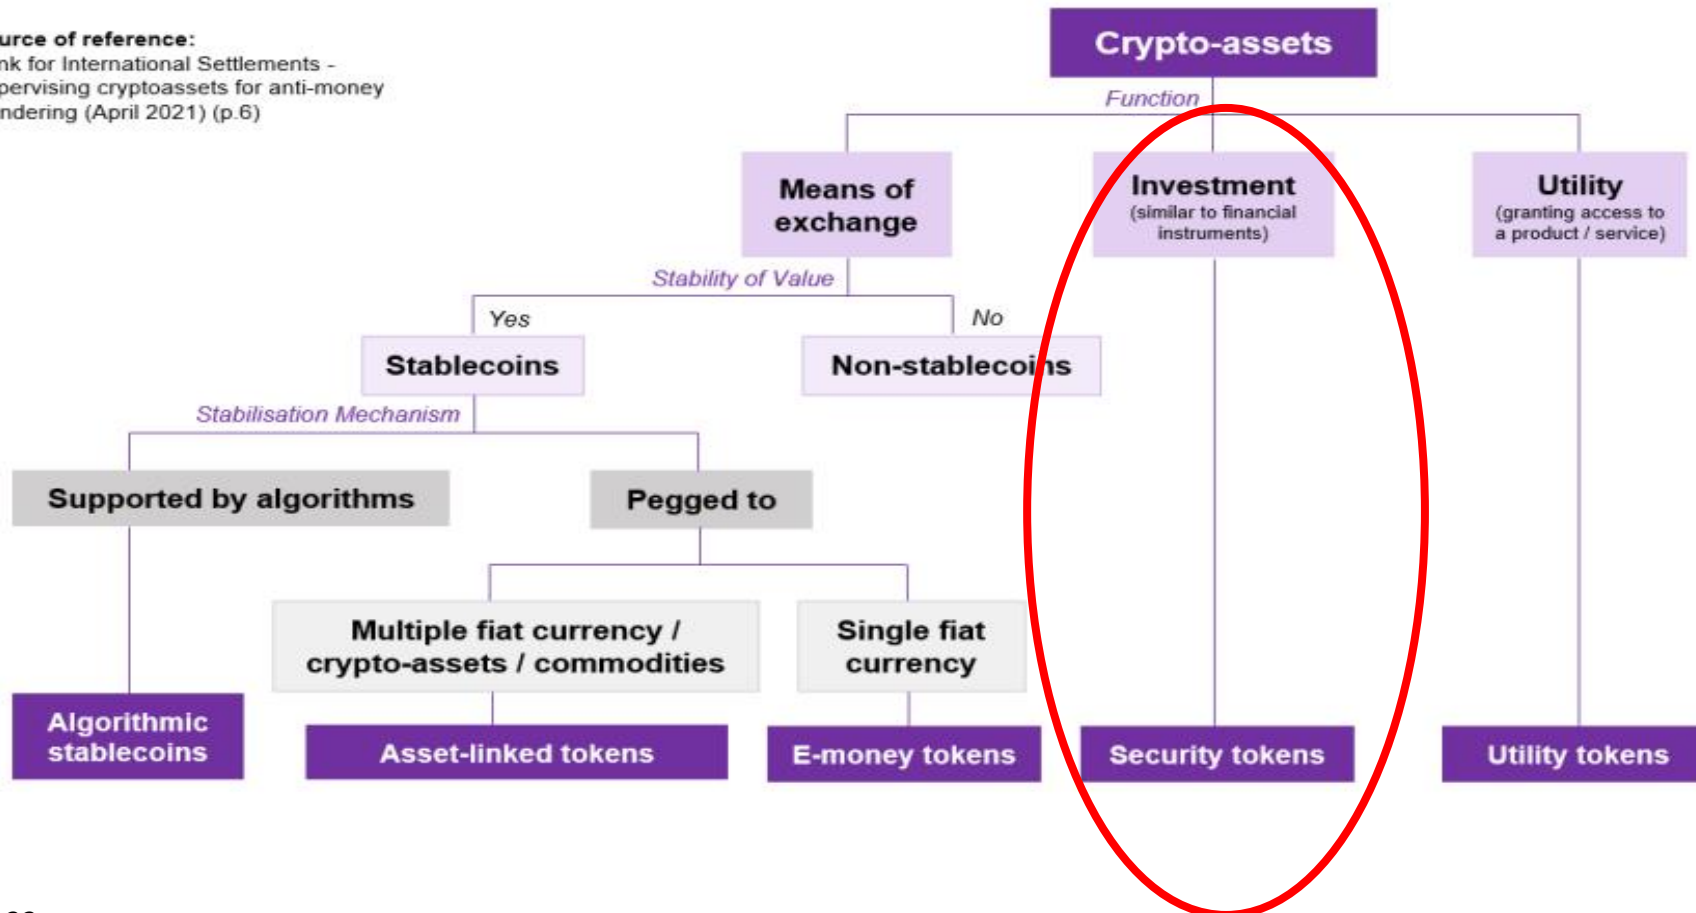 urce of reference:
nk for International Settlements -
pervising cryptoassets for anti-money
ndering (April 2021) (p.6)
Crypto-assets
Function
Means of
exchange
Investment
(similar to financial
instruments)
Utility
(granting access to
a product / service)
Stability of Value
Yes
No
Stablecoins
Non-stablecoins
Stabilisation Mechanism
Supported by algorithms
Pegged to
Multiple fiat currency /
crypto-assets / commodities
Single fiat
currency
Algorithmic
stablecoins
Asset-linked tokens
E-money tokens
Security tokens
Utility tokens